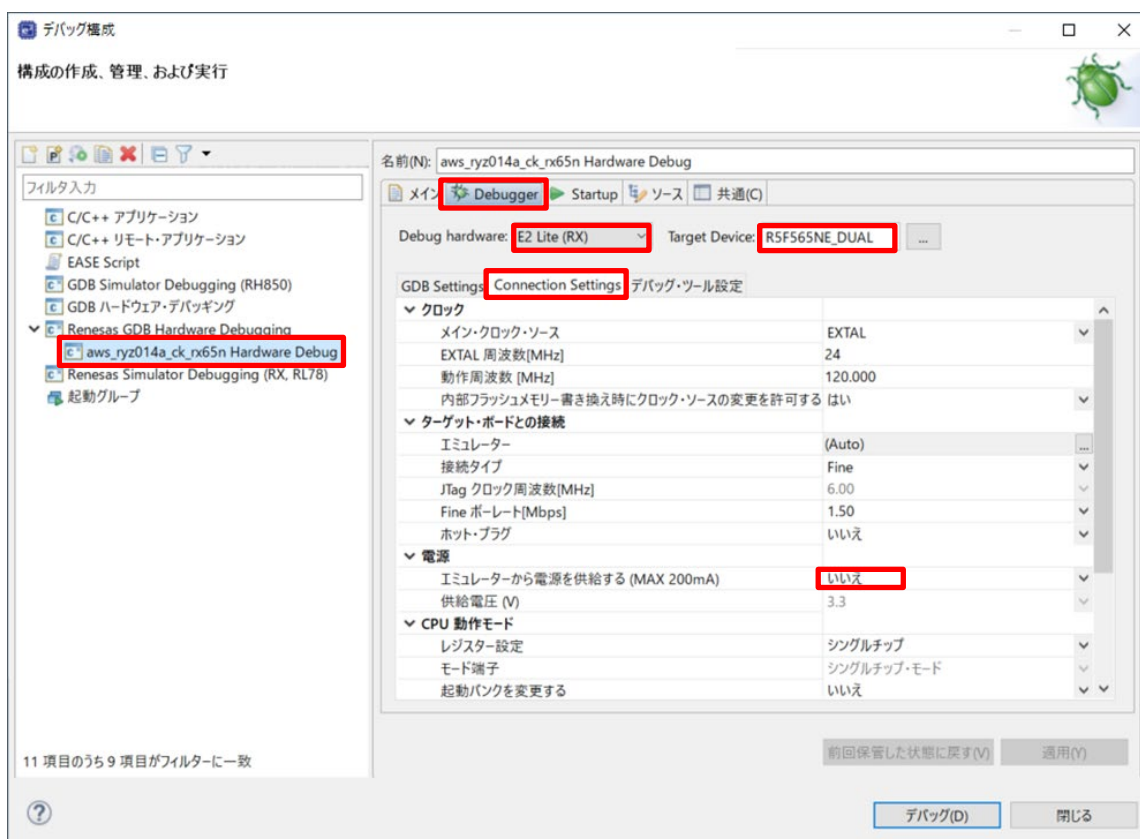 デバッグ構成
構成の作成、管理、および実行
フィルタ入力
C/C++ アプリケーション
C/C++ リモート・アプリケーション
EASE Script
GDB Simulator Debugging (RH850)
GDB ハードウェア・デバッギング
Renesas GDB Hardware Debugging
aws_ryz014a_ck_rx65n Hardware Debug
Renesas Simulator Debugging (RX, RL78)
起動グループ
11 項目のうち 9 項目がフィルターに一致
名前(N): aws_ryz014a_ck_rx65n Hardware Debug
メイン Debugger Startup ソース 共通(C)
Debug hardware: E2 Lite (RX) Target Device: R5F565NE_DUAL ...
GDB Settings Connection Settings デバッグ・ツール設定
クロック
メイン・クロック・ソース EXTAL
EXTAL 周波数[MHz] 24
動作周波数 [MHz] 120.000
内部フラッシュメモリー書き換え時にクロック・ソースの変更を許可する はい
ターゲット・ボードとの接続
エミュレーター (Auto) ...
接続タイプ Fine
JTag クロック周波数[MHz] 6.00
Fine ボーレート[Mbps] 1.50
ホット・プラグ いいえ
電源
エミュレーターから電源を供給する (MAX 200mA) いいえ
供給電圧 (V) 3.3
CPU 動作モード
レジスター設定 シングルチップ
モード端子 シングルチップ・モード
起動バンクを変更する いいえ
前回保管した状態に戻す(V) 適用(Y)
デバッグ(D) 閉じる